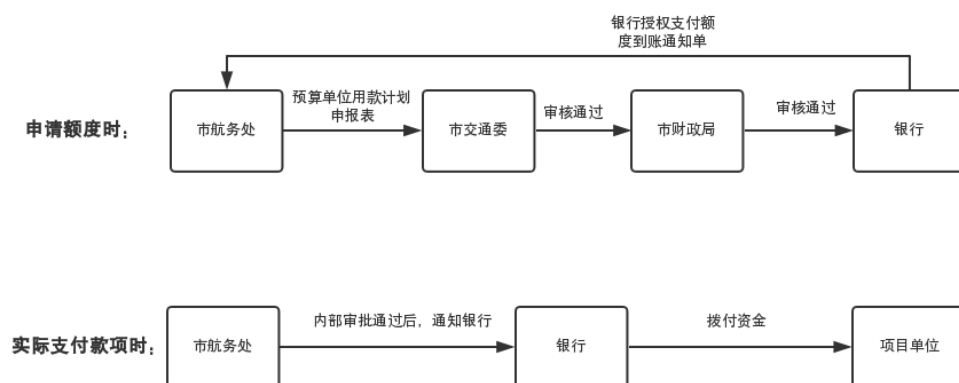 银行授权支付额
度到账通知单
预算单位用款计划
申报表
审核通过
审核通过
申请额度时：
市航务处
市交通委
市财政局
银行
内部审批通过后，通知银行
拨付资金
实际支付款项时：
市航务处
银行
项目单位